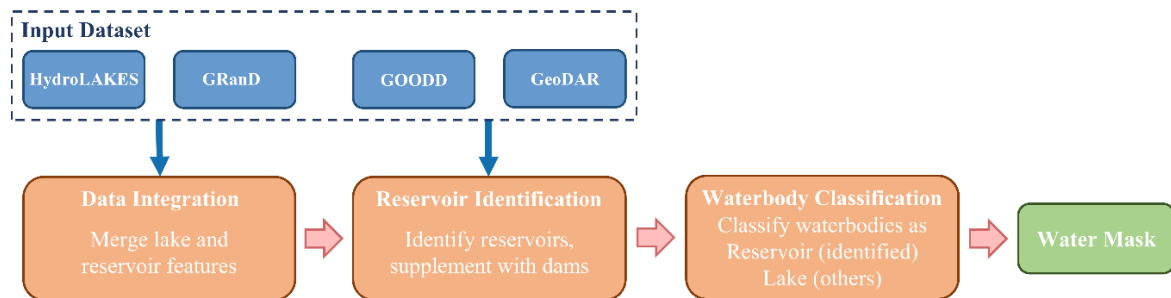 Input Dataset
HydroLAKES
GRanD
GOODD
GeoDAR
Data Integration
Merge lake and
reservoir features
Reservoir Identification
Identify reservoirs,
supplement with dams
Waterbody Classification
Classify waterbodies as
Reservoir (identified)
Lake (others)
Water Mask